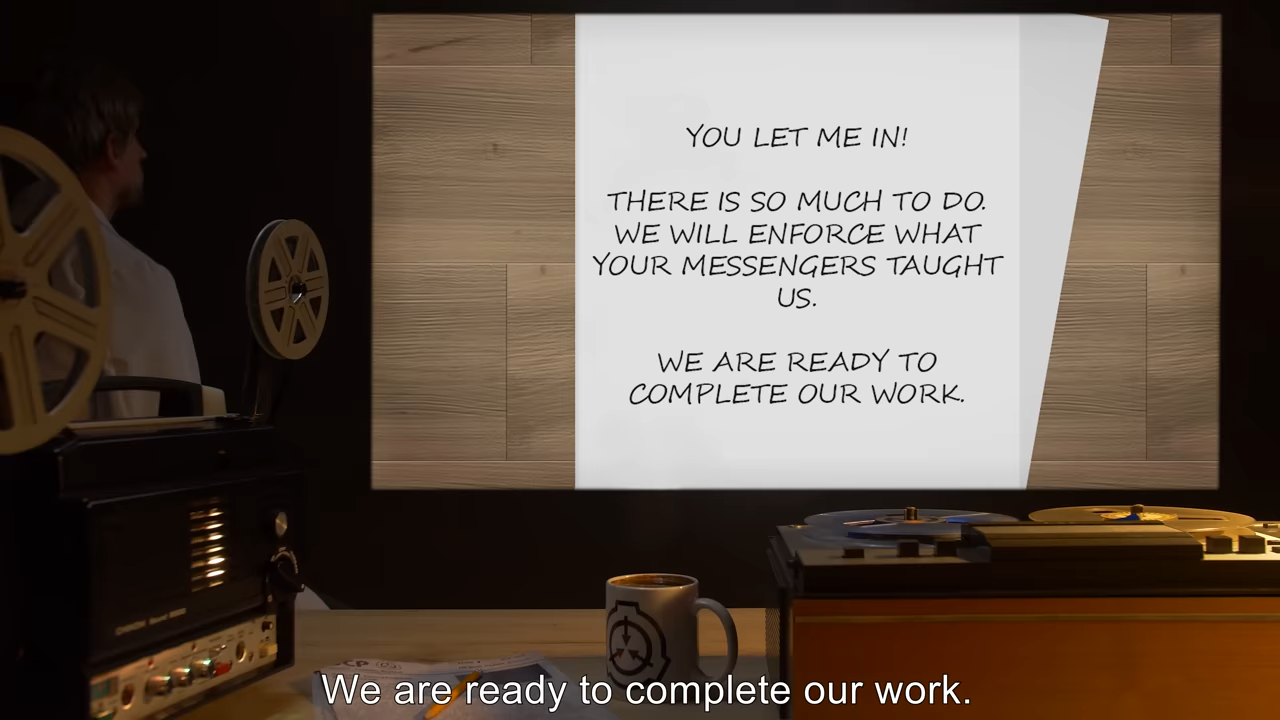 YOU LET ME IN!
THERE IS SO MUCH TO DO.
WE WILL ENFORCE WHAT
YOUR MESSENGERS TAUGHT
US.
WE ARE READY TO
COMPLETE OUR WORK.
We are ready to complete our work.